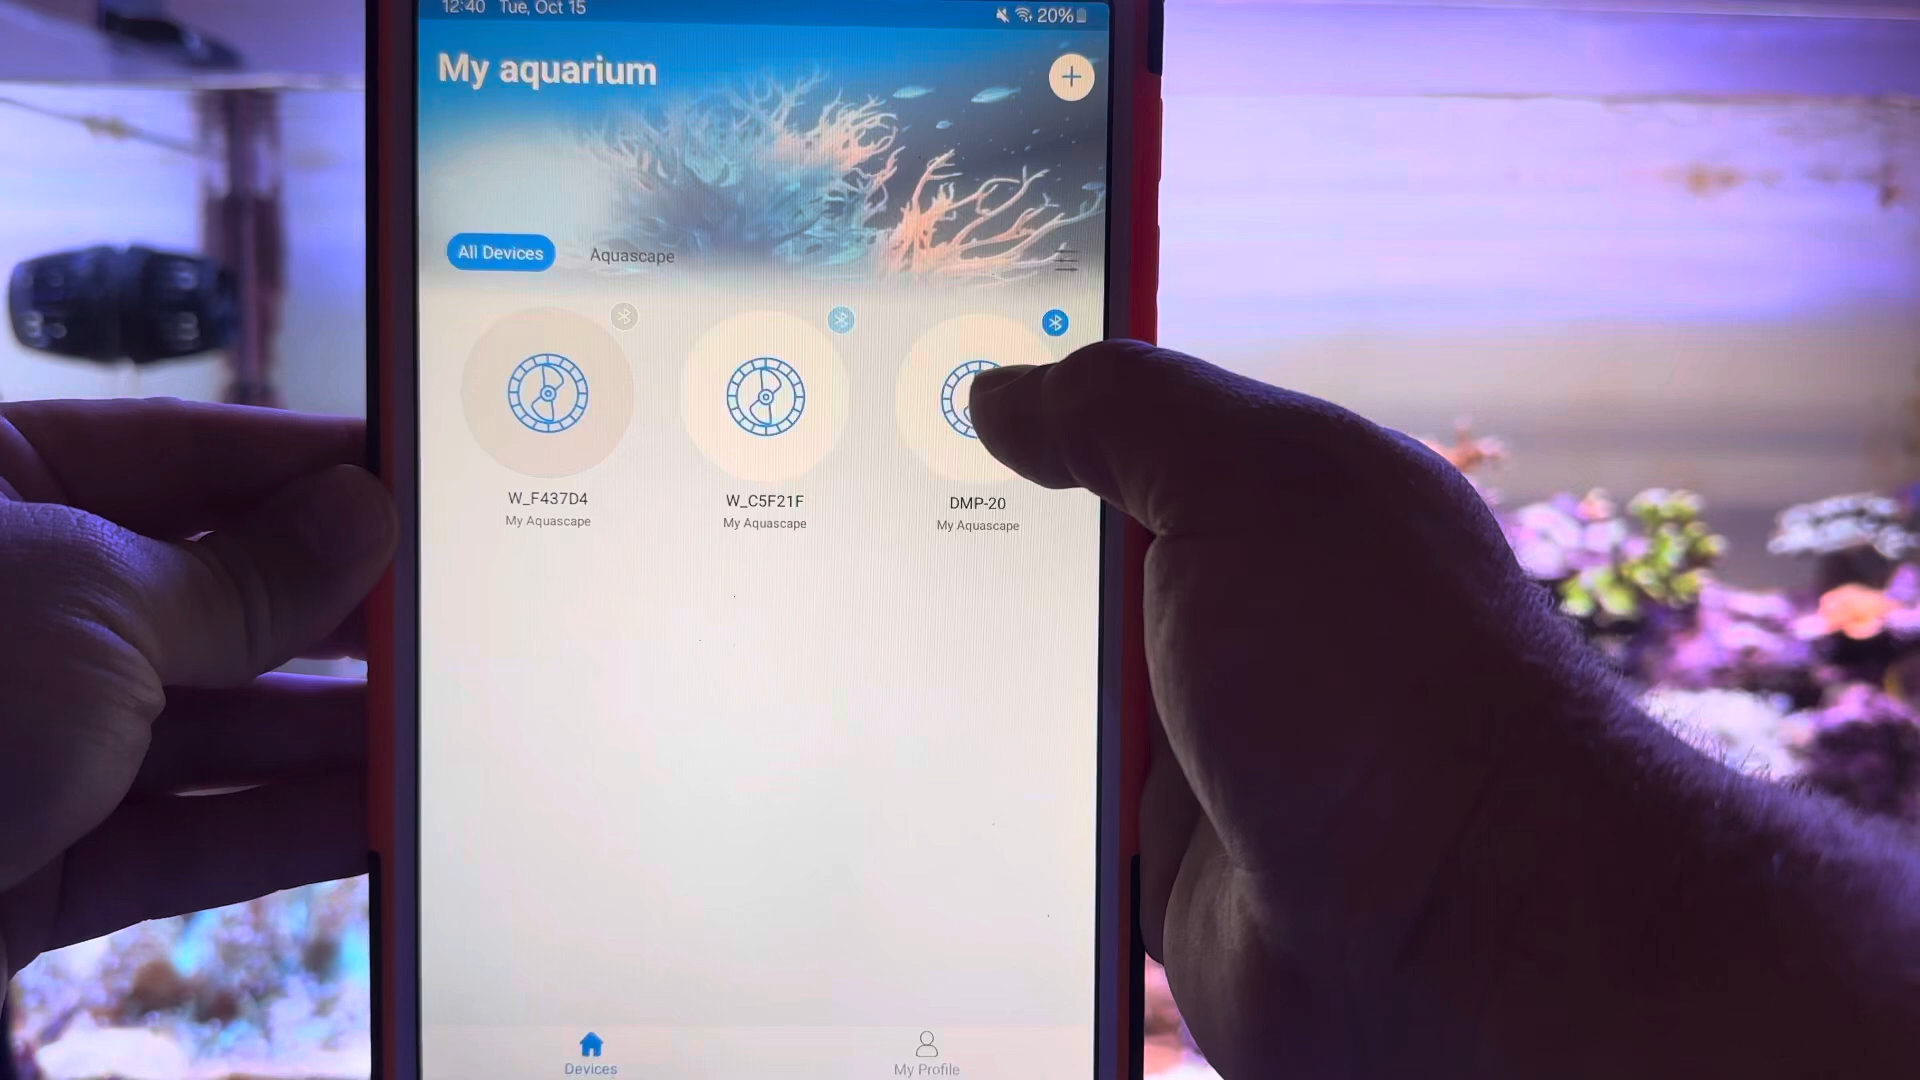 12:40 Tue, Oct 15
20%
My aquarium
All Devices
Aquascape
W_F437D4
My Aquascape
W_C5F21F
My Aquascape
DMP-20
My Aquascape
Devices
My Profile